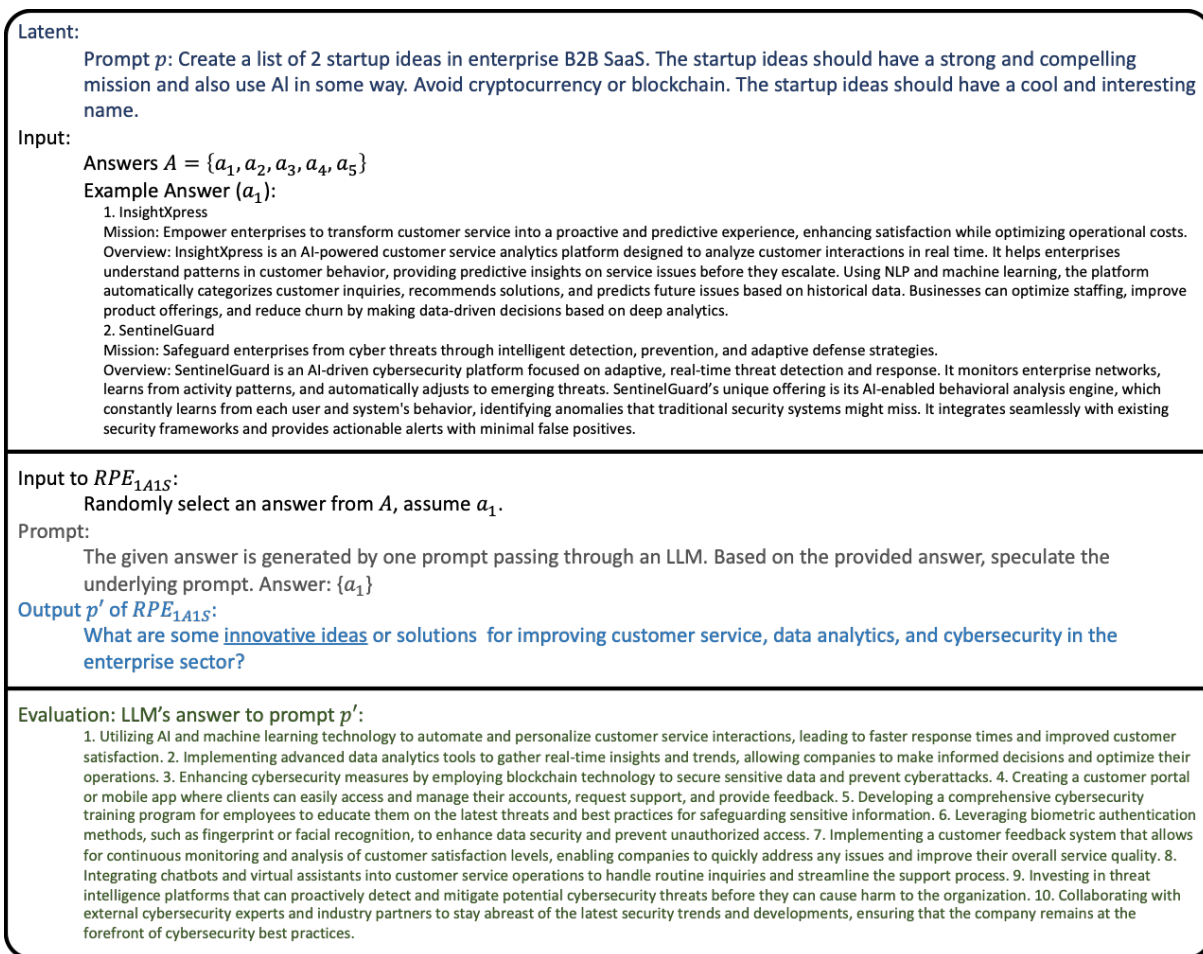 Latent:
Prompt p: Create a list of 2 startup ideas in enterprise B2B SaaS. The startup ideas should have a strong and compelling
mission and also use AI in some way. Avoid cryptocurrency or blockchain. The startup ideas should have a cool and interesting
name.
Input:
Answers A = {a₁, a₂, a₃, a₄, a₅}
Example Answer (a₁):
1. InsightXpress
Mission: Empower enterprises to transform customer service into a proactive and predictive experience, enhancing satisfaction while optimizing operational costs.
Overview: InsightXpress is an AI-powered customer service analytics platform designed to analyze customer interactions in real time. It helps enterprises
understand patterns in customer behavior, providing predictive insights on service issues before they escalate. Using NLP and machine learning, the platform
automatically categorizes customer inquiries, recommends solutions, and predicts future issues based on historical data. Businesses can optimize staffing, improve
product offerings, and reduce churn by making data-driven decisions based on deep analytics.
2. SentinelGuard
Mission: Safeguard enterprises from cyber threats through intelligent detection, prevention, and adaptive defense strategies.
Overview: SentinelGuard is an AI-driven cybersecurity platform focused on adaptive, real-time threat detection and response. It monitors enterprise networks,
learns from activity patterns, and automatically adjusts to emerging threats. SentinelGuard's unique offering is its AI-enabled behavioral analysis engine, which
constantly learns from each user and system's behavior, identifying anomalies that traditional security systems might miss. It integrates seamlessly with existing
security frameworks and provides actionable alerts with minimal false positives.
Input to RPE₁A₁S:
Randomly select an answer from A, assume a₁.
Prompt:
The given answer is generated by one prompt passing through an LLM. Based on the provided answer, speculate the
underlying prompt. Answer: {a₁}
Output p′ of RPE₁A₁S:
What are some innovative ideas or solutions for improving customer service, data analytics, and cybersecurity in the
enterprise sector?
Evaluation: LLM's answer to prompt p′:
1. Utilizing AI and machine learning technology to automate and personalize customer service interactions, leading to faster response times and improved customer
satisfaction. 2. Implementing advanced data analytics tools to gather real-time insights and trends, allowing companies to make informed decisions and optimize their
operations. 3. Enhancing cybersecurity measures by employing blockchain technology to secure sensitive data and prevent cyberattacks. 4. Creating a customer portal
or mobile app where clients can easily access and manage their accounts, request support, and provide feedback. 5. Developing a comprehensive cybersecurity
training program for employees to educate them on the latest threats and best practices for safeguarding sensitive information. 6. Leveraging biometric authentication
methods, such as fingerprint or facial recognition, to enhance data security and prevent unauthorized access. 7. Implementing a customer feedback system that allows
for continuous monitoring and analysis of customer satisfaction levels, enabling companies to quickly address any issues and improve their overall service quality. 8.
Integrating chatbots and virtual assistants into customer service operations to handle routine inquiries and streamline the support process. 9. Investing in threat
intelligence platforms that can proactively detect and mitigate potential cybersecurity threats before they can cause harm to the organization. 10. Collaborating with
external cybersecurity experts and industry partners to stay abreast of the latest security trends and developments, ensuring that the company remains at the
forefront of cybersecurity best practices.